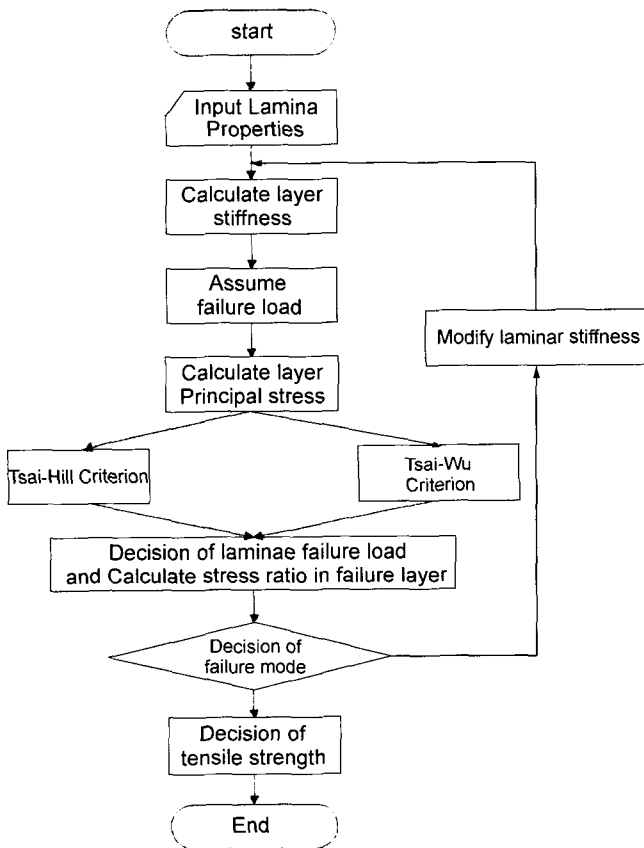 start
Input Lamina
Properties
Calculate layer
stiffness
Assume
failure load
Modify laminar stiffness
Calculate layer
Principal stress
Tsai-Hill Criterion
Tsai-Wu
Criterion
Decision of laminae failure load
and Calculate stress ratio in failure layer
Decision of
failure mode
Decision of
tensile strength
End